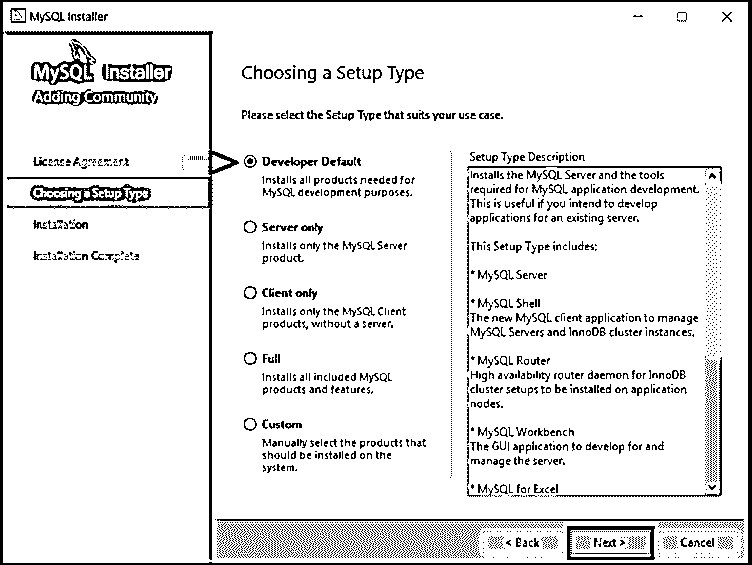 MySQL Installer
MySQL Installer
Adding Community
License Agreement
Choosing a Setup Type
Installation
Installation Complete
Choosing a Setup Type
Please select the Setup Type that suits your use case.
Developer Default
Installs all products needed for
MySQL development purposes.
Server only
Installs only the MySQL Server
product.
Client only
Installs only the MySQL Client
products, without a server.
Full
Installs all included MySQL
products and features.
Custom
Manually select the products that
should be installed on the
system.
Setup Type Description
Installs the MySQL Server and the tools
required for MySQL application development.
This is useful if you intend to develop
applications for an existing server.
This Setup Type includes:
* MySQL Server
* MySQL Shell
The new MySQL client application to manage
MySQL Servers and InnoDB cluster instances.
* MySQL Router
High availability router daemon for InnoDB
cluster setups to be installed on application
nodes.
* MySQL Workbench
The GUI application to develop for and
manage the server.
* MySQL for Excel
< Back
Next >
Cancel